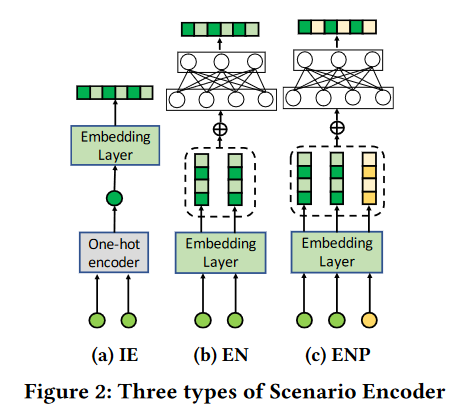 Embedding
Layer
One-hot
encoder
Embedding
Layer
Embedding
Layer
(a) IE
(b) EN
(c) ENP
Figure 2: Three types of Scenario Encoder